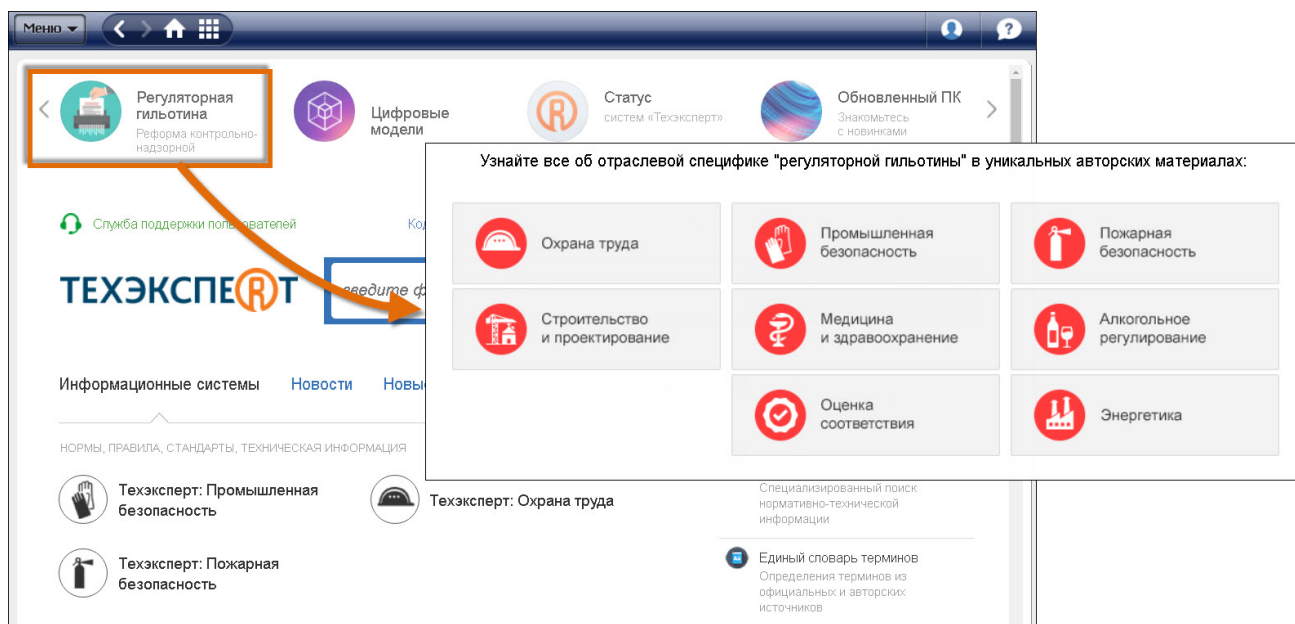 Меню
Регуляторная
гильотина
Реформа контрольно-
надзорной
Цифровые
модели
Статус
систем «Техэксперт»
Обновленный ПК
Знакомьтесь
с новинками
Узнайте все об отраслевой специфике "регуляторной гильотины" в уникальных авторских материалах:
Охрана труда
Промышленная
безопасность
Пожарная
безопасность
Строительство
и проектирование
Медицина
и здравоохранение
Алкогольное
регулирование
Оценка
соответствия
Энергетика
Служба поддержки пользователей
ТЕХЭКСПЕRТ
введите ф
Информационные системы
Новости
НОРМЫ, ПРАВИЛА, СТАНДАРТЫ, ТЕХНИЧЕСКАЯ ИНФОРМАЦИЯ
Техэксперт: Промышленная
безопасность
Техэксперт: Охрана труда
Техэксперт: Пожарная
безопасность
Специализированный поиск
нормативно-технической
информации
Единый словарь терминов
Определения терминов из
официальных и авторских
источников